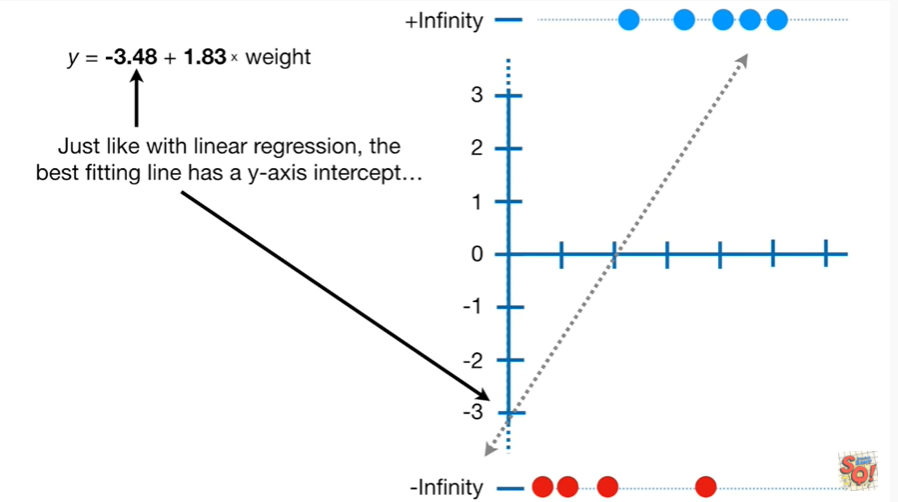 +Infinity
y = -3.48 + 1.83 × weight
3
Just like with linear regression, the
best fitting line has a y-axis intercept…
2
1
0
-1
-2
-3
-Infinity
SQ!